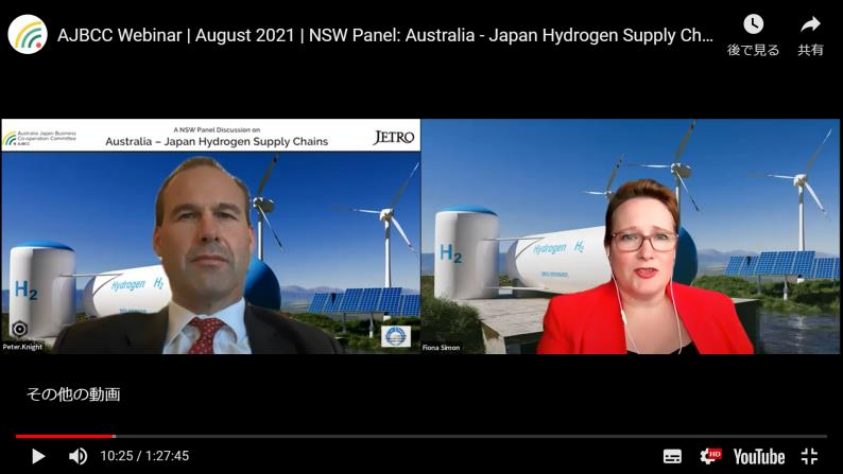 AJBCC Webinar | August 2021 | NSW Panel: Australia - Japan Hydrogen Supply Ch...
後で見る
共有
Australia Japan Business
Co-operation Committee
AJBCC
A NSW Panel Discussion on
Australia – Japan Hydrogen Supply Chains
JETRO
H2
Hydrogen H2
Peter.Knight
H2
Hydrogen H2
Fiona Simon
その他の動画
10:25 / 1:27:45
HD
YouTube